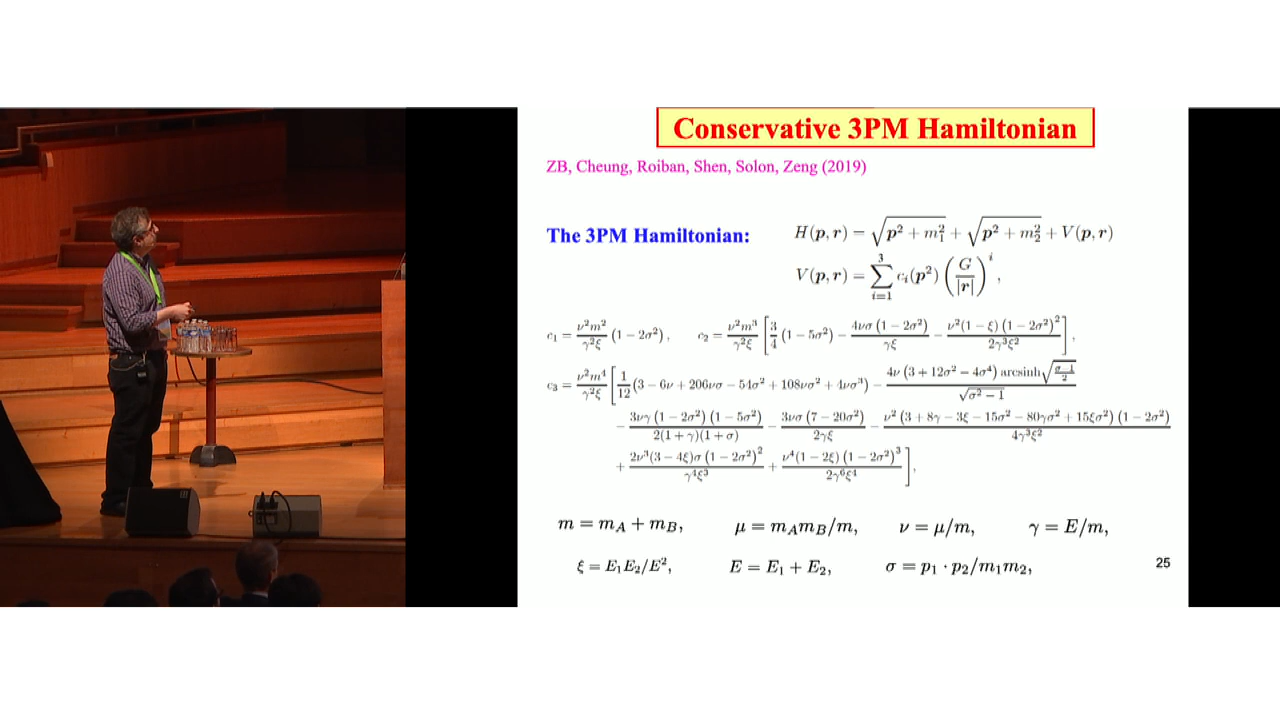 Conservative 3PM Hamiltonian
ZB, Cheung, Roiban, Shen, Solon, Zeng (2019)
The 3PM Hamiltonian: H(p, r) = √(p² + m₁²) + √(p² + m₂²) + V(p, r)
V(p, r) = ∑_{i=1}^{3} c_i(p²) (G/|r|)^i,
c₁ = ν²m²/(γ²ξ) (1 − 2σ²), c₂ = ν²m³/(γ²ξ) [3/4 (1 − 5σ²) − 4νσ (1 − 2σ²)/(γξ) − ν²(1 − ξ) (1 − 2σ²)²/(2γ³ξ²)],
c₃ = ν²m⁴/(γ²ξ) [1/12 (3 − 6ν + 206νσ − 54σ² + 108νσ² + 4νσ³) − 4ν (3 + 12σ² − 4σ⁴) arcsinh√((σ−1)/2)/√(σ² − 1)
− 3νγ (1 − 2σ²) (1 − 5σ²)/(2(1 + γ)(1 + σ)) − 3νσ (7 − 20σ²)/(2γξ) − ν² (3 + 8γ − 3ξ − 15σ² − 80γσ² + 15ξσ²) (1 − 2σ²)/(4γ³ξ²)
+ 2ν³(3 − 4ξ)σ (1 − 2σ²)²/(γ⁴ξ³) + ν⁴(1 − 2ξ) (1 − 2σ²)³/(2γ⁶ξ⁴)],
m = m_A + m_B, μ = m_A m_B/m, ν = μ/m, γ = E/m,
ξ = E₁E₂/E², E = E₁ + E₂, σ = p₁ · p₂/m₁m₂,
25